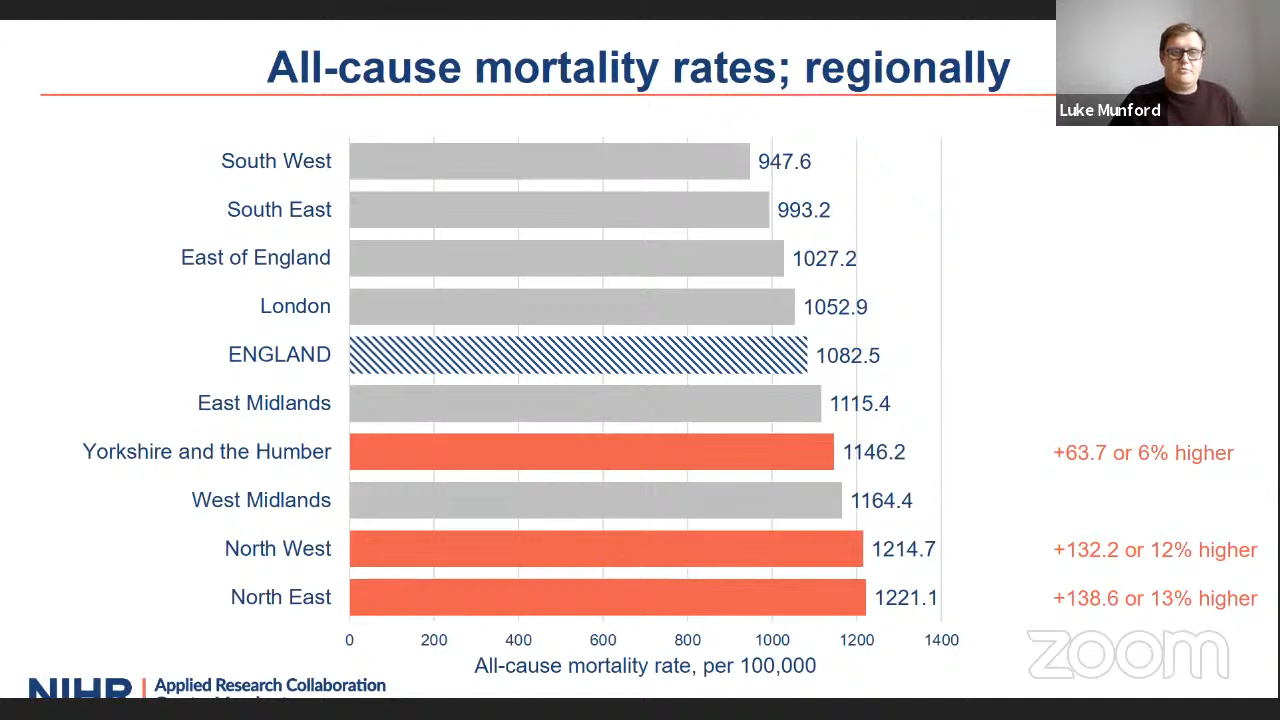 All-cause mortality rates; regionally
Luke Munford
South West 947.6
South East 993.2
East of England 1027.2
London 1052.9
ENGLAND 1082.5
East Midlands 1115.4
Yorkshire and the Humber 1146.2 +63.7 or 6% higher
West Midlands 1164.4
North West 1214.7 +132.2 or 12% higher
North East 1221.1 +138.6 or 13% higher
0 200 400 600 800 1000 1200 1400
All-cause mortality rate, per 100,000
zoom
NIHR Applied Research Collaboration